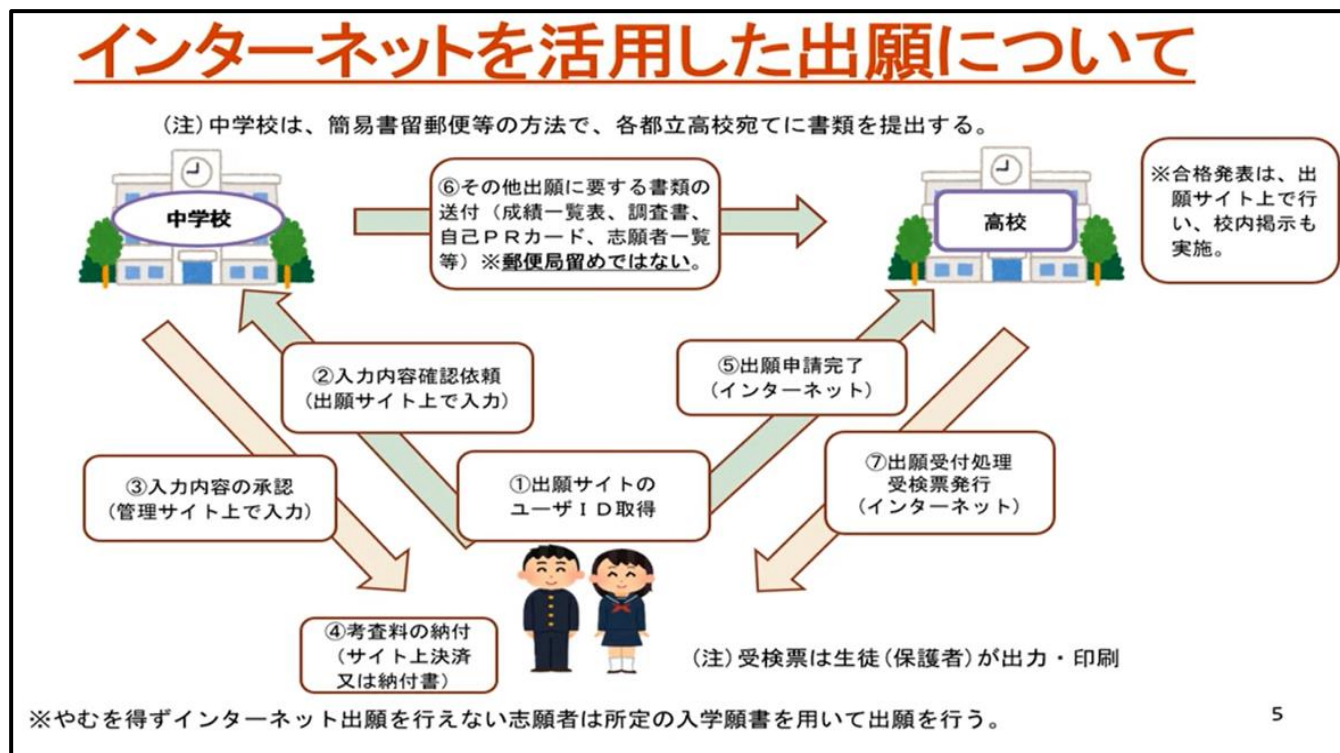 インターネットを活用した出願について
(注)中学校は、簡易書留郵便等の方法で、各都立高校宛てに書類を提出する。
中学校
⑥その他出願に要する書類の
送付（成績一覧表、調査書、
自己ＰＲカード、志願者一覧
等）※郵便局留めではない。
高校
※合格発表は、出
願サイト上で行
い、校内掲示も
実施。
②入力内容確認依頼
(出願サイト上で入力)
⑤出願申請完了
(インターネット)
③入力内容の承認
(管理サイト上で入力)
①出願サイトの
ユーザＩＤ取得
⑦出願受付処理
受検票発行
(インターネット)
④考査料の納付
(サイト上決済
又は納付書)
(注)受検票は生徒(保護者)が出力・印刷
※やむを得ずインターネット出願を行えない志願者は所定の入学願書を用いて出願を行う。
5